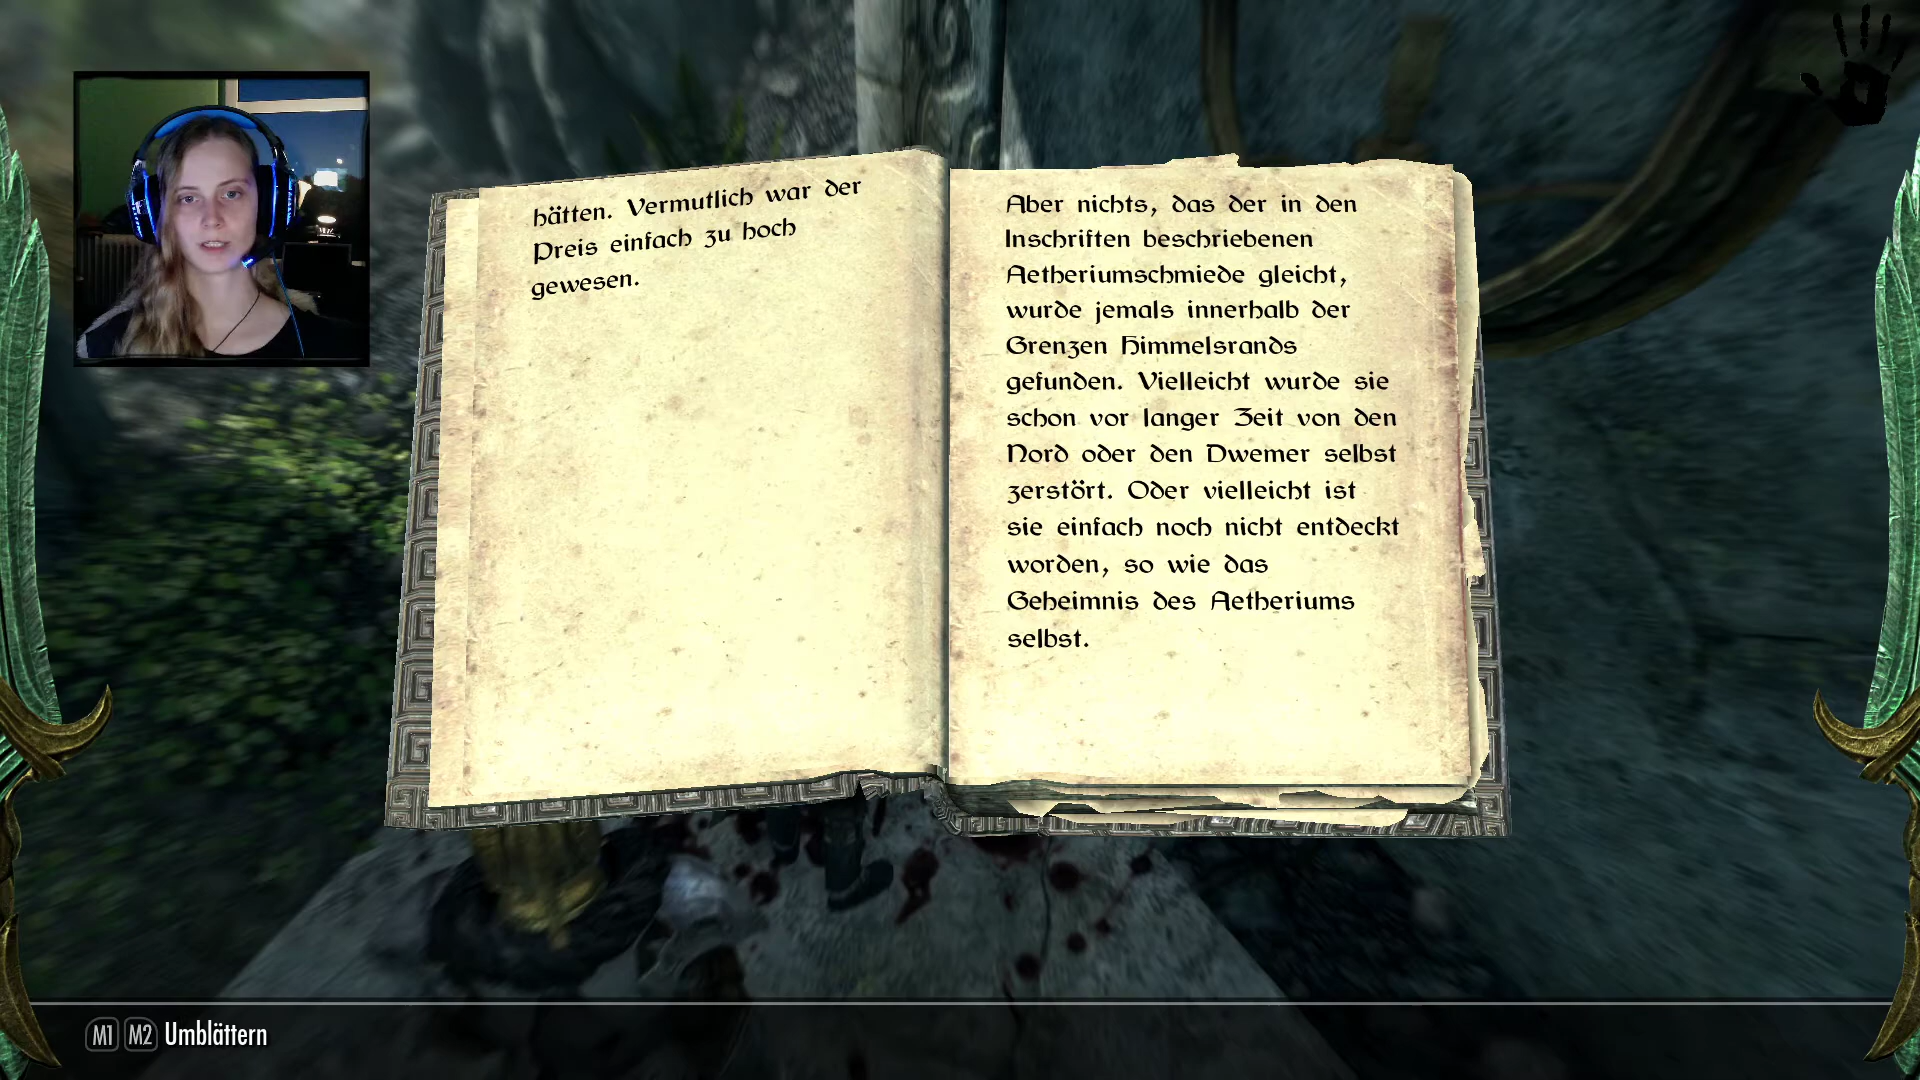 hätten. Vermutlich war der
Preis einfach zu hoch
gewesen.
Aber nichts, das der in den
Inschriften beschriebenen
Aetheriumschmiede gleicht,
wurde jemals innerhalb der
Grenzen Himmelsrands
gefunden. Vielleicht wurde sie
schon vor langer Zeit von den
Nord oder den Dwemer selbst
zerstört. Oder vielleicht ist
sie einfach noch nicht entdeckt
worden, so wie das
Geheimnis des Aetheriums
selbst.
M1 M2 Umblättern